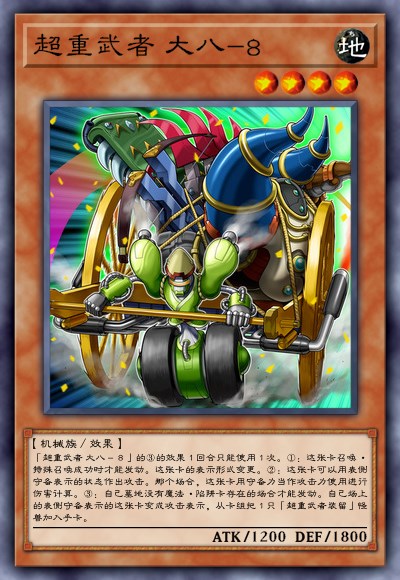 超重武者 大八-8
地
【机械族/效果】
「超重武者 大八-8」的③的效果1回合只能使用1次。①：这张卡召唤·
特殊召唤成功时才能发动。这张卡的表示形式变更。②：这张卡可以用表侧
守备表示的状态作出攻击。那个场合，这张卡用守备力当作攻击力使用进行
伤害计算。③：自己墓地没有魔法·陷阱卡存在的场合才能发动。自己场上
的表侧守备表示的这张卡变成攻击表示，从卡组把1只「超重武者装留」怪
兽加入手卡。
ATK/1200 DEF/1800